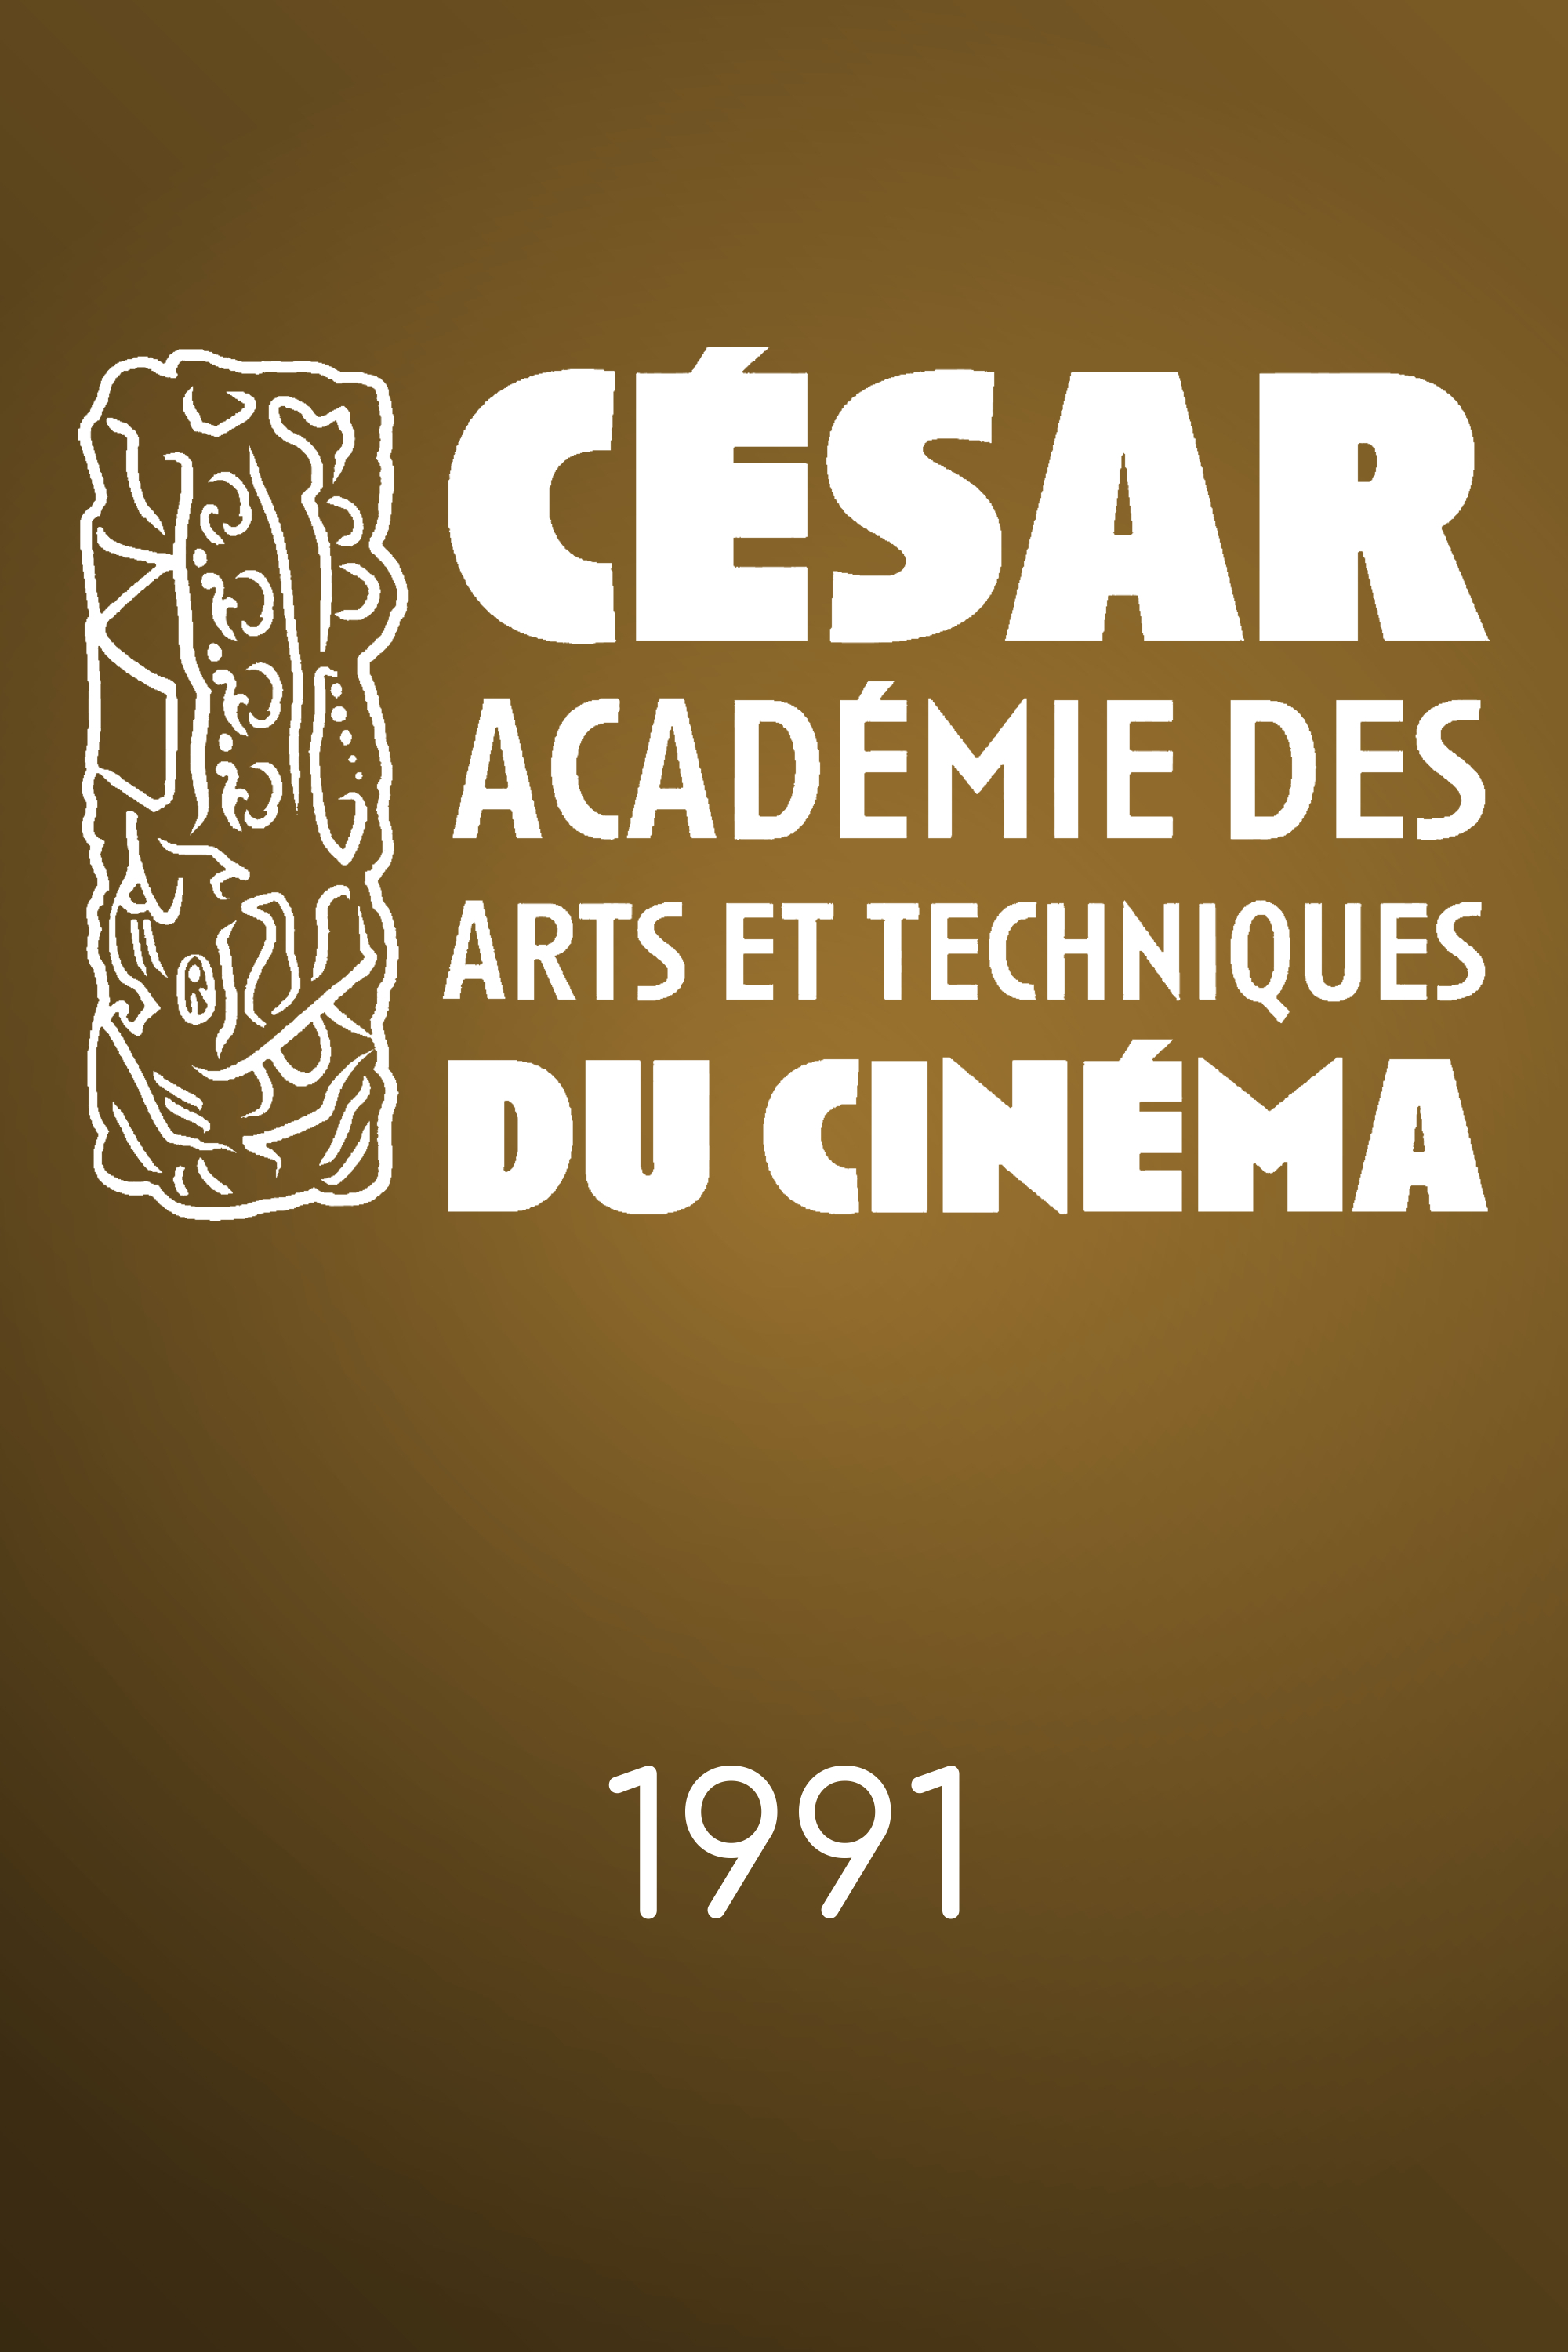 CÉSAR
ACADÉMIE DES
ARTS ET TECHNIQUES
DU CINÉMA
1991